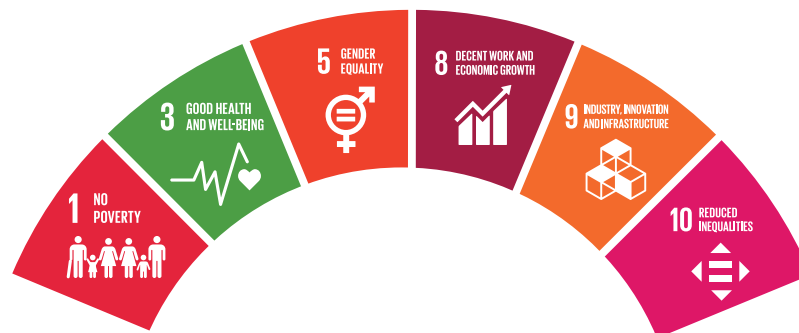 1 NO
POVERTY
3 GOOD HEALTH
AND WELL-BEING
5 GENDER
EQUALITY
8 DECENT WORK AND
ECONOMIC GROWTH
9 INDUSTRY, INNOVATION
AND INFRASTRUCTURE
10 REDUCED
INEQUALITIES